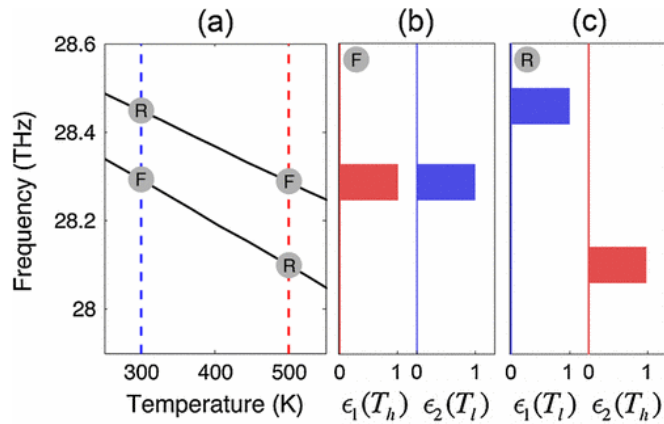 (a) (b) (c)
28.6
28.4
28.2
28
Frequency (THz)
R
F
F
R
300 400 500
Temperature (K)
F
0 1 0 1
ϵ₁(Tₕ) ϵ₂(Tₗ)
R
0 1 0 1
ϵ₁(Tₗ) ϵ₂(Tₕ)